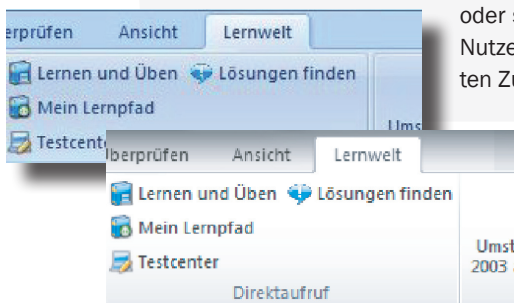 oder s
Nutze
ten Zu
erprüfen Ansicht Lernwelt
Lernen und Üben Lösungen finden
Mein Lernpfad
Testcent
Ums
berprüfen Ansicht Lernwelt
Lernen und Üben Lösungen finden
Mein Lernpfad
Testcenter
Direktaufruf
Umst
2003